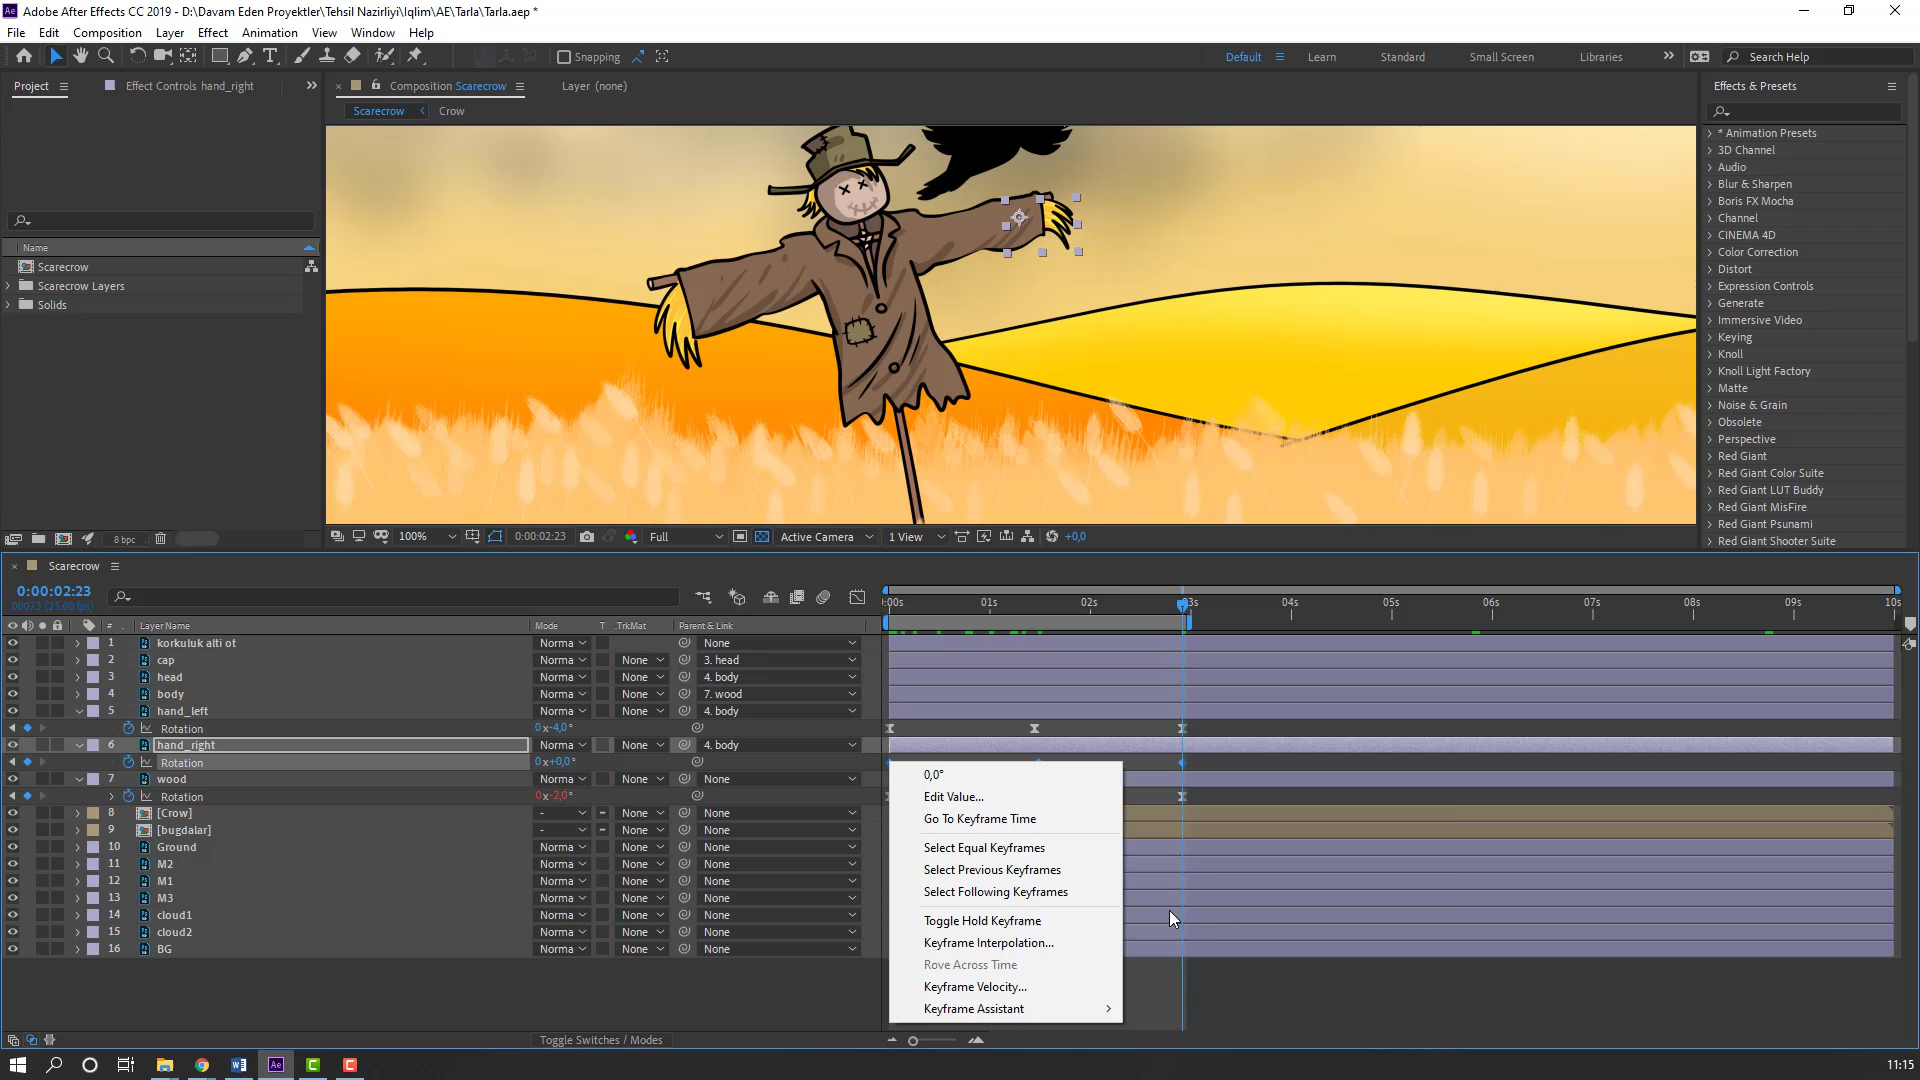 Adobe After Effects CC 2019 - D:\Davam Eden Proyektler\Tehsil Nazirliyi\Iqlim\AE\Tarla\Tarla.aep *
File Edit Composition Layer Effect Animation View Window Help
Snapping
Default Learn Standard Small Screen Libraries Search Help
Project Effect Controls hand_right
Composition Scarecrow Layer (none)
Scarecrow Crow
Name
Scarecrow
Scarecrow Layers
Solids
8 bpc
100% 0:00:02:23 Full Active Camera 1 View +0,0
Effects & Presets
* Animation Presets
3D Channel
Audio
Blur & Sharpen
Boris FX Mocha
Channel
CINEMA 4D
Color Correction
Distort
Expression Controls
Generate
Immersive Video
Keying
Knoll
Knoll Light Factory
Matte
Noise & Grain
Obsolete
Perspective
Red Giant
Red Giant Color Suite
Red Giant LUT Buddy
Red Giant MisFire
Red Giant Psunami
Red Giant Shooter Suite
Scarecrow
0:00:02:23
00073 (25.00 fps)
:00s 01s 02s 03s 04s 05s 06s 07s 08s 09s 10s
# Layer Name Mode T .TrkMat Parent & Link
1 korkuluk alti ot Norma None
2 cap Norma None 3. head
3 head Norma None 4. body
4 body Norma None 7. wood
5 hand_left Norma None 4. body
Rotation 0x-4,0°
6 hand_right Norma None 4. body
Rotation 0x+0,0°
7 wood Norma None None
Rotation 0x-2,0°
8 [Crow] - - None
9 [bugdalar] - - None
10 Ground Norma None None
11 M2 Norma None None
12 M1 Norma None None
13 M3 Norma None None
14 cloud1 Norma None None
15 cloud2 Norma None None
16 BG Norma None None
0,0°
Edit Value...
Go To Keyframe Time
Select Equal Keyframes
Select Previous Keyframes
Select Following Keyframes
Toggle Hold Keyframe
Keyframe Interpolation...
Rove Across Time
Keyframe Velocity...
Keyframe Assistant
Toggle Switches / Modes
11:15